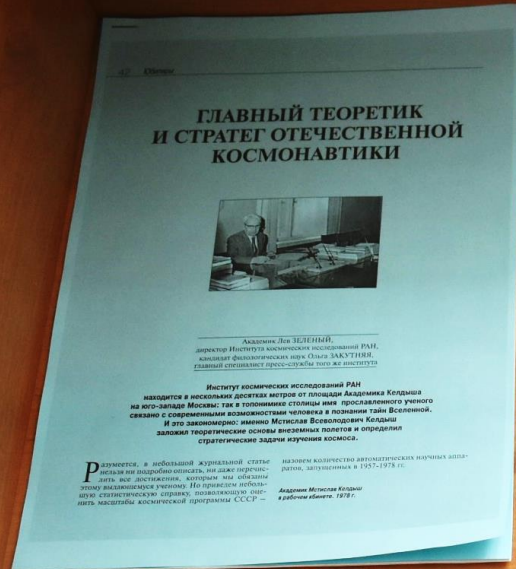 42
ГЛАВНЫЙ ТЕОРЕТИК
И СТРАТЕГ ОТЕЧЕСТВЕННОЙ
КОСМОНАВТИКИ
Академик Лев ЗЕЛЕНЫЙ,
директор Института космических исследований РАН,
кандидат филологических наук Ольга ЗАКУТНЯЯ,
главный специалист пресс-службы того же института
Институт космических исследований РАН
находится в нескольких десятках метров от площади Академика Келдыша
на юго-западе Москвы: так в топонимике столицы имя прославленного ученого
связано с современными возможностями человека в познании тайн Вселенной.
И это закономерно: именно Мстислав Всеволодович Келдыш
заложил теоретические основы внеземных полетов и определил
стратегические задачи изучения космоса.
Разумеется, в небольшой журнальной статье
нельзя ни подробно описать, ни даже перечис-
лить все достижения, которым мы обязаны
этому выдающемуся ученому. Но проведем неболь-
шую статистическую справку, позволяющую оце-
нить масштабы космической программы СССР —
назовем количество автоматических научных аппа-
ратов, запущенных в 1957–1978 гг.
Академик Мстислав Келдыш
в рабочем кабинете. 1978 г.